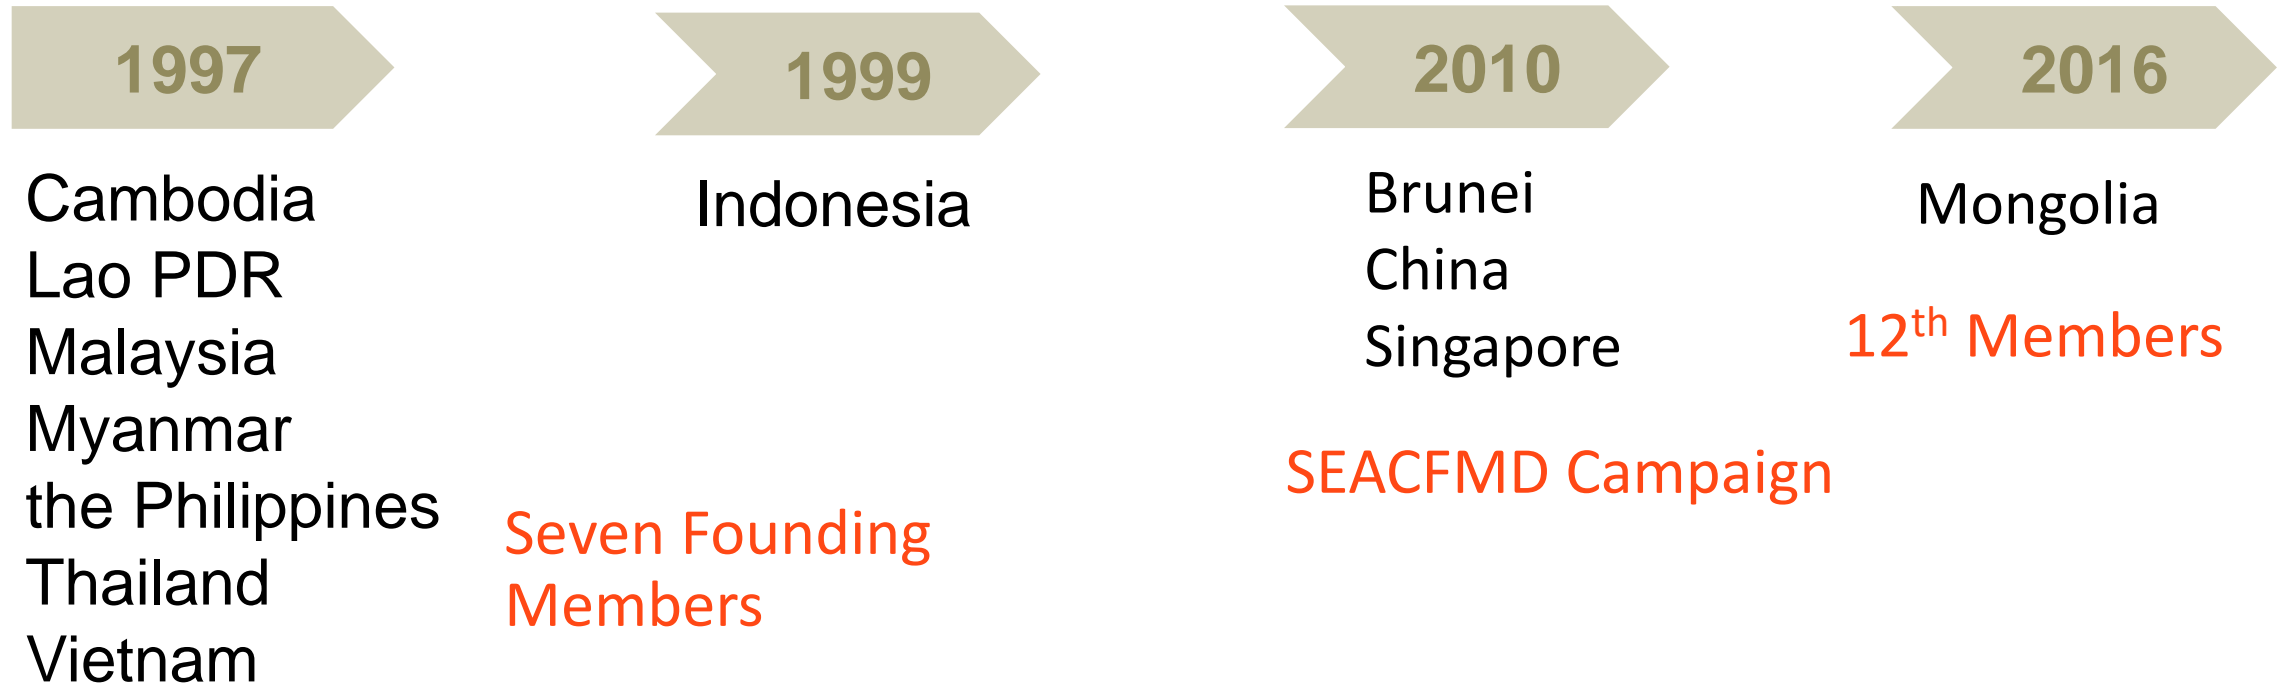 1997
Cambodia
Lao PDR
Malaysia
Myanmar
the Philippines
Thailand
Vietnam
1999
Indonesia
Seven Founding
Members
2010
Brunei
China
Singapore
SEACFMD Campaign
2016
Mongolia
12th Members